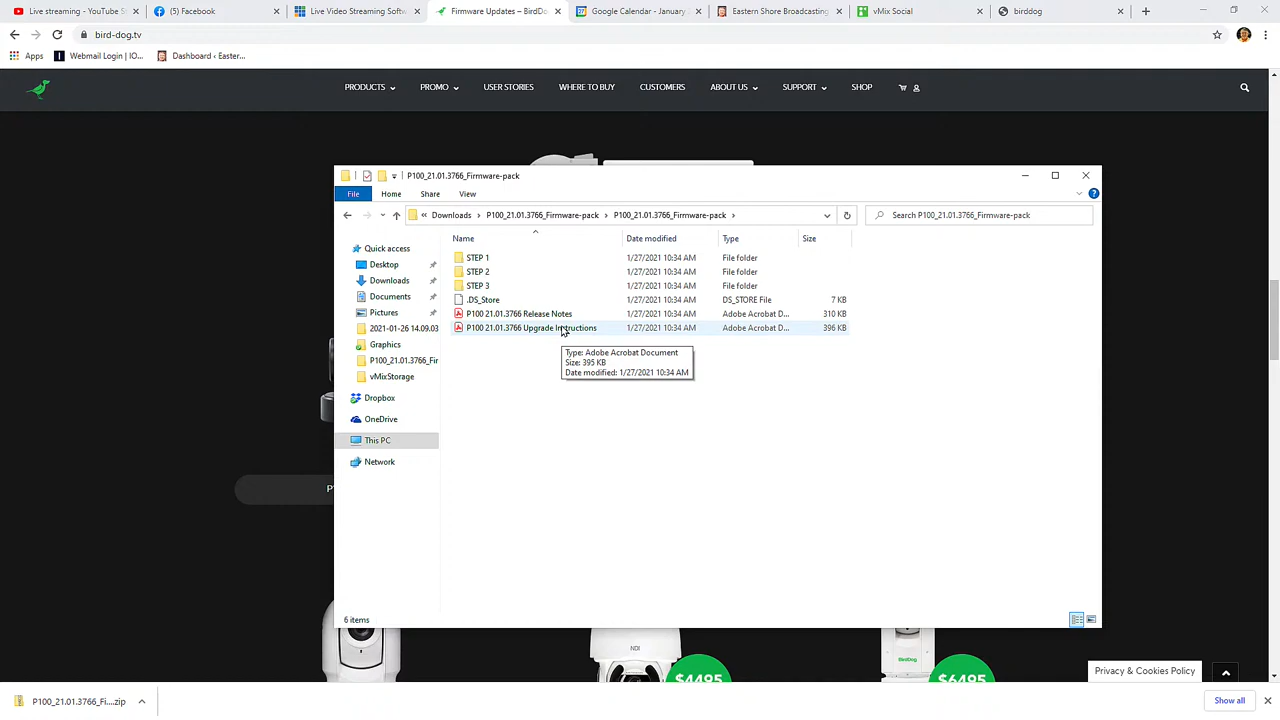 Live streaming - YouTube S
(5) Facebook
Live Video Streaming Softw
Firmware Updates – BirdDo
Google Calendar - January
Eastern Shore Broadcasting
vMix Social
birddog
bird-dog.tv
Apps
Webmail Login | IO...
Dashboard ‹ Easter...
PRODUCTS
PROMO
USER STORIES
WHERE TO BUY
CUSTOMERS
ABOUT US
SUPPORT
SHOP
P100_21.01.3766_Firmware-pack
File
Home
Share
View
« Downloads › P100_21.01.3766_Firmware-pack › P100_21.01.3766_Firmware-pack ›
Search P100_21.01.3766_Firmware-pack
Name
Date modified
Type
Size
Quick access
Desktop
Downloads
Documents
Pictures
2021-01-26 14.09.03
Graphics
P100_21.01.3766_Fir
vMixStorage
Dropbox
OneDrive
This PC
Network
STEP 1 1/27/2021 10:34 AM File folder
STEP 2 1/27/2021 10:34 AM File folder
STEP 3 1/27/2021 10:34 AM File folder
.DS_Store 1/27/2021 10:34 AM DS_STORE File 7 KB
P100 21.01.3766 Release Notes 1/27/2021 10:34 AM Adobe Acrobat D... 310 KB
P100 21.01.3766 Upgrade Instructions 1/27/2021 10:34 AM Adobe Acrobat D... 396 KB
Type: Adobe Acrobat Document
Size: 395 KB
Date modified: 1/27/2021 10:34 AM
6 items
NDI
$4495
BirdDog
$6495
Privacy & Cookies Policy
P100_21.01.3766_Fi....zip
Show all